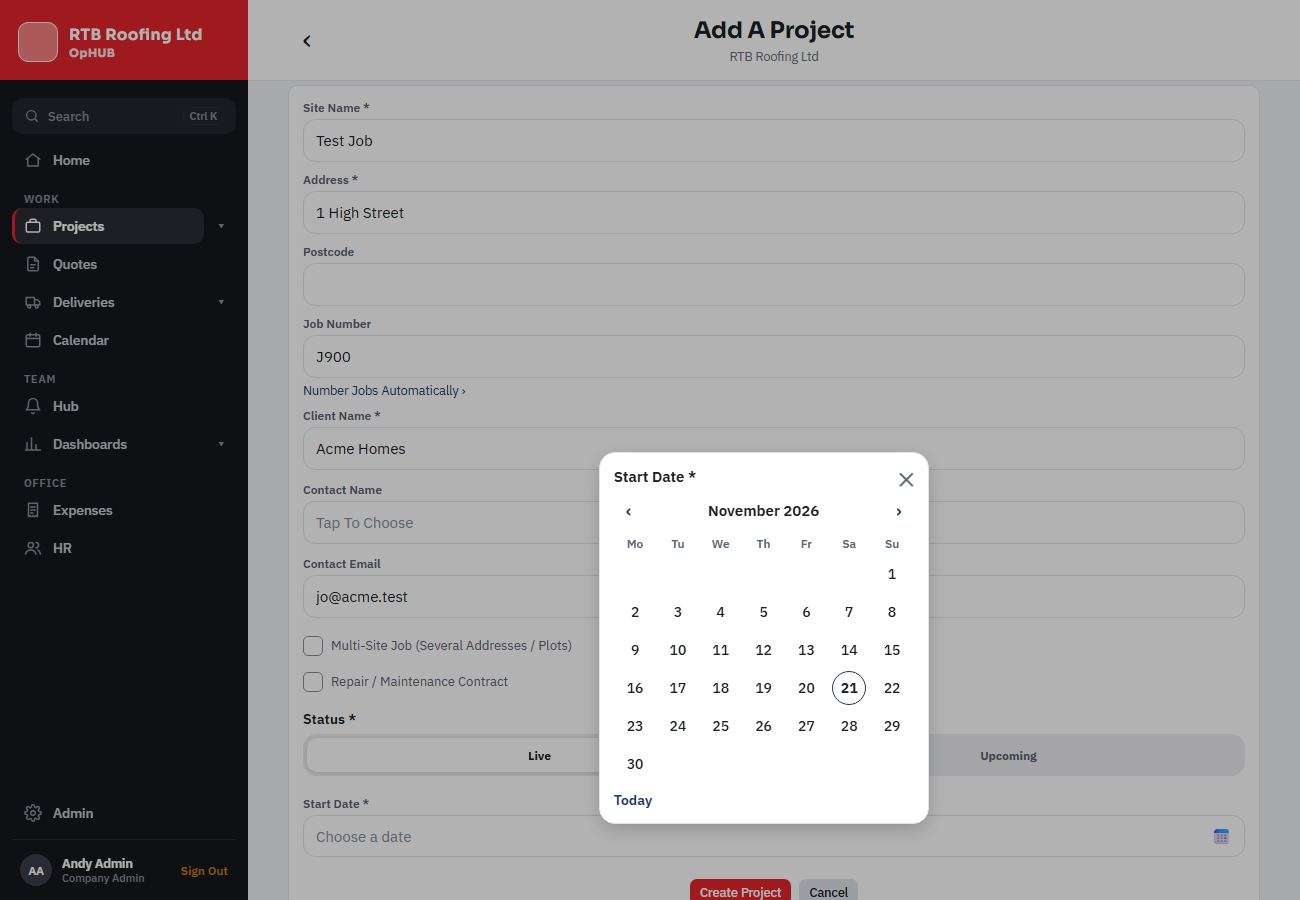 RTB Roofing Ltd
OpHUB
Search
Ctrl K
Home
WORK
Projects
Quotes
Deliveries
Calendar
TEAM
Hub
Dashboards
OFFICE
Expenses
HR
Admin
AA
Andy Admin
Company Admin
Sign Out
Add A Project
RTB Roofing Ltd
Site Name *
Test Job
Address *
1 High Street
Postcode
Job Number
J900
Number Jobs Automatically ›
Client Name *
Acme Homes
Contact Name
Tap To Choose
Contact Email
jo@acme.test
Multi-Site Job (Several Addresses / Plots)
Repair / Maintenance Contract
Status *
Live
Upcoming
Start Date *
Choose a date
Create Project
Cancel
Start Date *
‹ November 2026 ›
Mo Tu We Th Fr Sa Su
1
2 3 4 5 6 7 8
9 10 11 12 13 14 15
16 17 18 19 20 21 22
23 24 25 26 27 28 29
30
Today